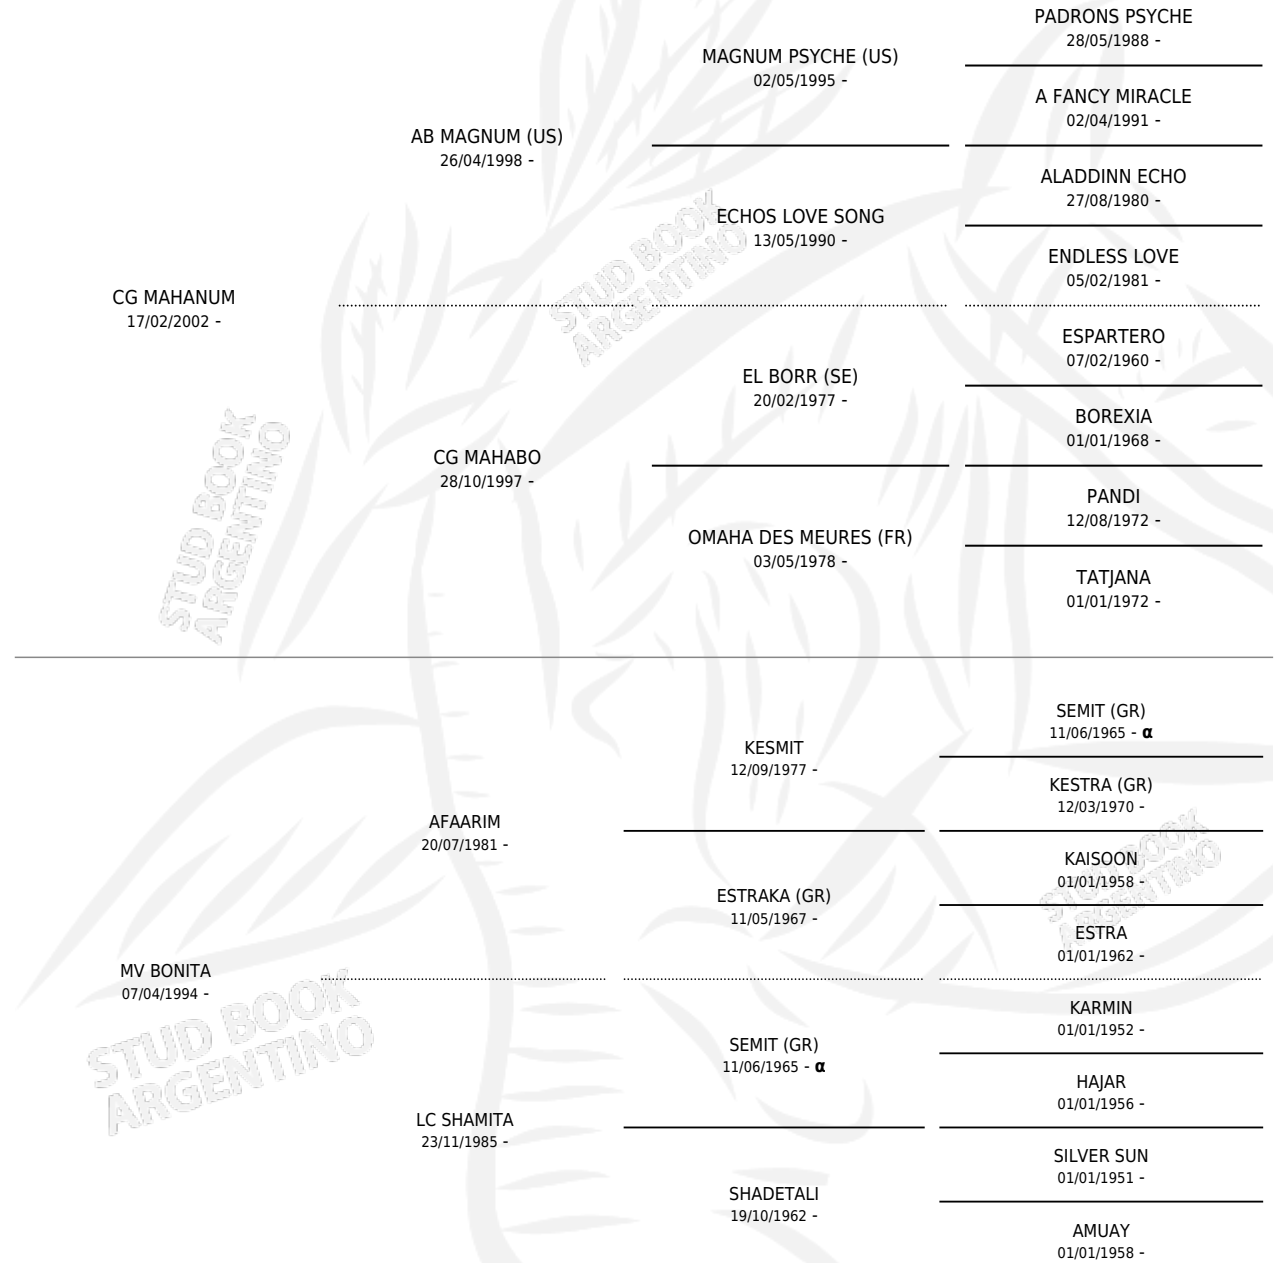 PADRONS PSYCHE
28/05/1988 -
MAGNUM PSYCHE (US)
02/05/1995 -
A FANCY MIRACLE
02/04/1991 -
AB MAGNUM (US)
26/04/1998 -
ALADDINN ECHO
27/08/1980 -
ECHOS LOVE SONG
13/05/1990 -
ENDLESS LOVE
05/02/1981 -
CG MAHANUM
17/02/2002 -
ESPARTERO
07/02/1960 -
EL BORR (SE)
20/02/1977 -
BOREXIA
01/01/1968 -
CG MAHABO
28/10/1997 -
PANDI
12/08/1972 -
OMAHA DES MEURES (FR)
03/05/1978 -
TATJANA
01/01/1972 -
SEMIT (GR)
11/06/1965 - α
KESMIT
12/09/1977 -
KESTRA (GR)
12/03/1970 -
AFAARIM
20/07/1981 -
KAISOON
01/01/1958 -
ESTRAKA (GR)
11/05/1967 -
ESTRA
01/01/1962 -
MV BONITA
07/04/1994 -
KARMIN
01/01/1952 -
SEMIT (GR)
11/06/1965 - α
HAJAR
01/01/1956 -
LC SHAMITA
23/11/1985 -
SILVER SUN
01/01/1951 -
SHADETALI
19/10/1962 -
AMUAY
01/01/1958 -
STUD BOOK
ARGENTINO
STUD BOOK
ARGENTINO
STUD BOOK
ARGENTINO
STUD BOOK
ARGENTINO